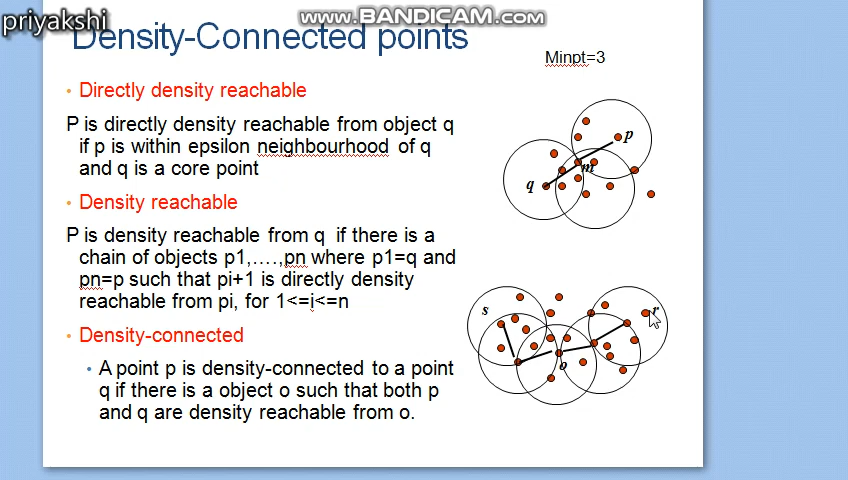 priyakshi
www.BANDICAM.com
Density-Connected points
Minpt=3
• Directly density reachable
P is directly density reachable from object q
if p is within epsilon neighbourhood of q
and q is a core point
• Density reachable
P is density reachable from q if there is a
chain of objects p1,....,pn where p1=q and
pn=p such that pi+1 is directly density
reachable from pi, for 1<=i<=n
• Density-connected
• A point p is density-connected to a point
q if there is a object o such that both p
and q are density reachable from o.
p
m
q
s
r
o